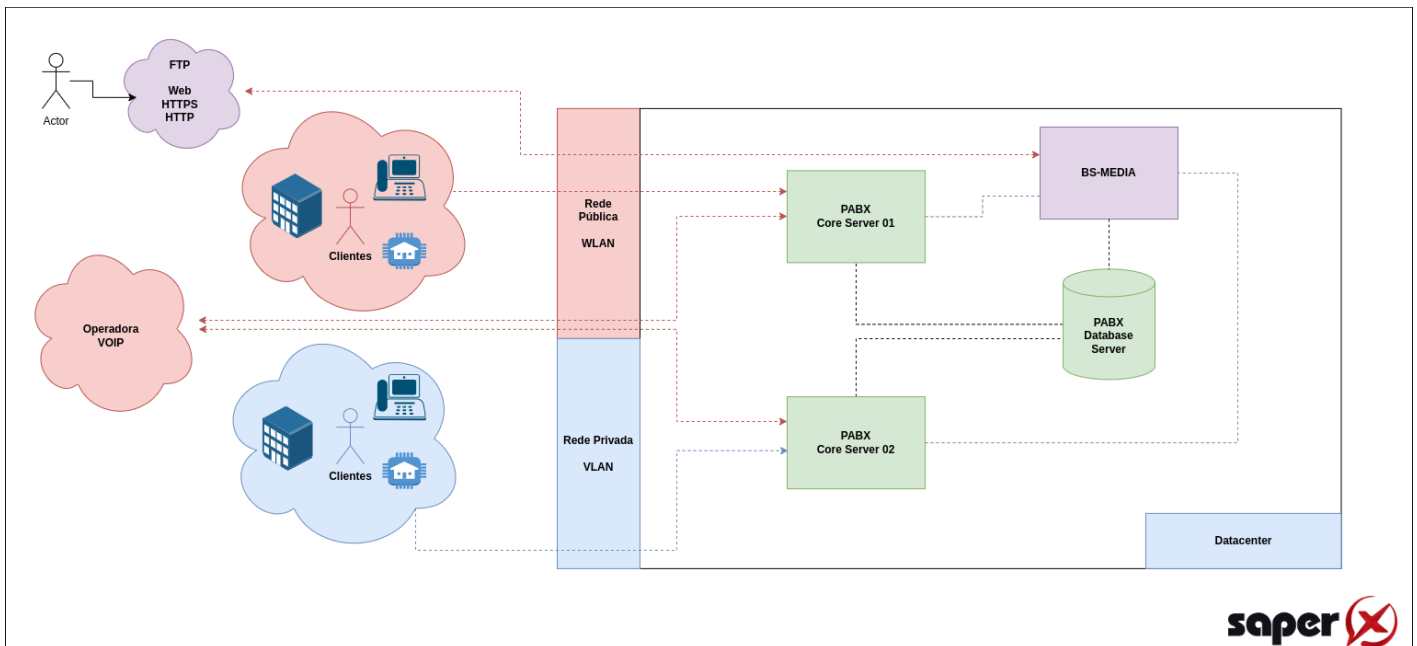 FTP
Web
HTTPS
HTTP
Actor
Clientes
Operadora
VOIP
Clientes
Rede
Pública
WLAN
Rede Privada
VLAN
PABX
Core Server 01
BS-MEDIA
PABX
Database
Server
PABX
Core Server 02
Datacenter
saper X